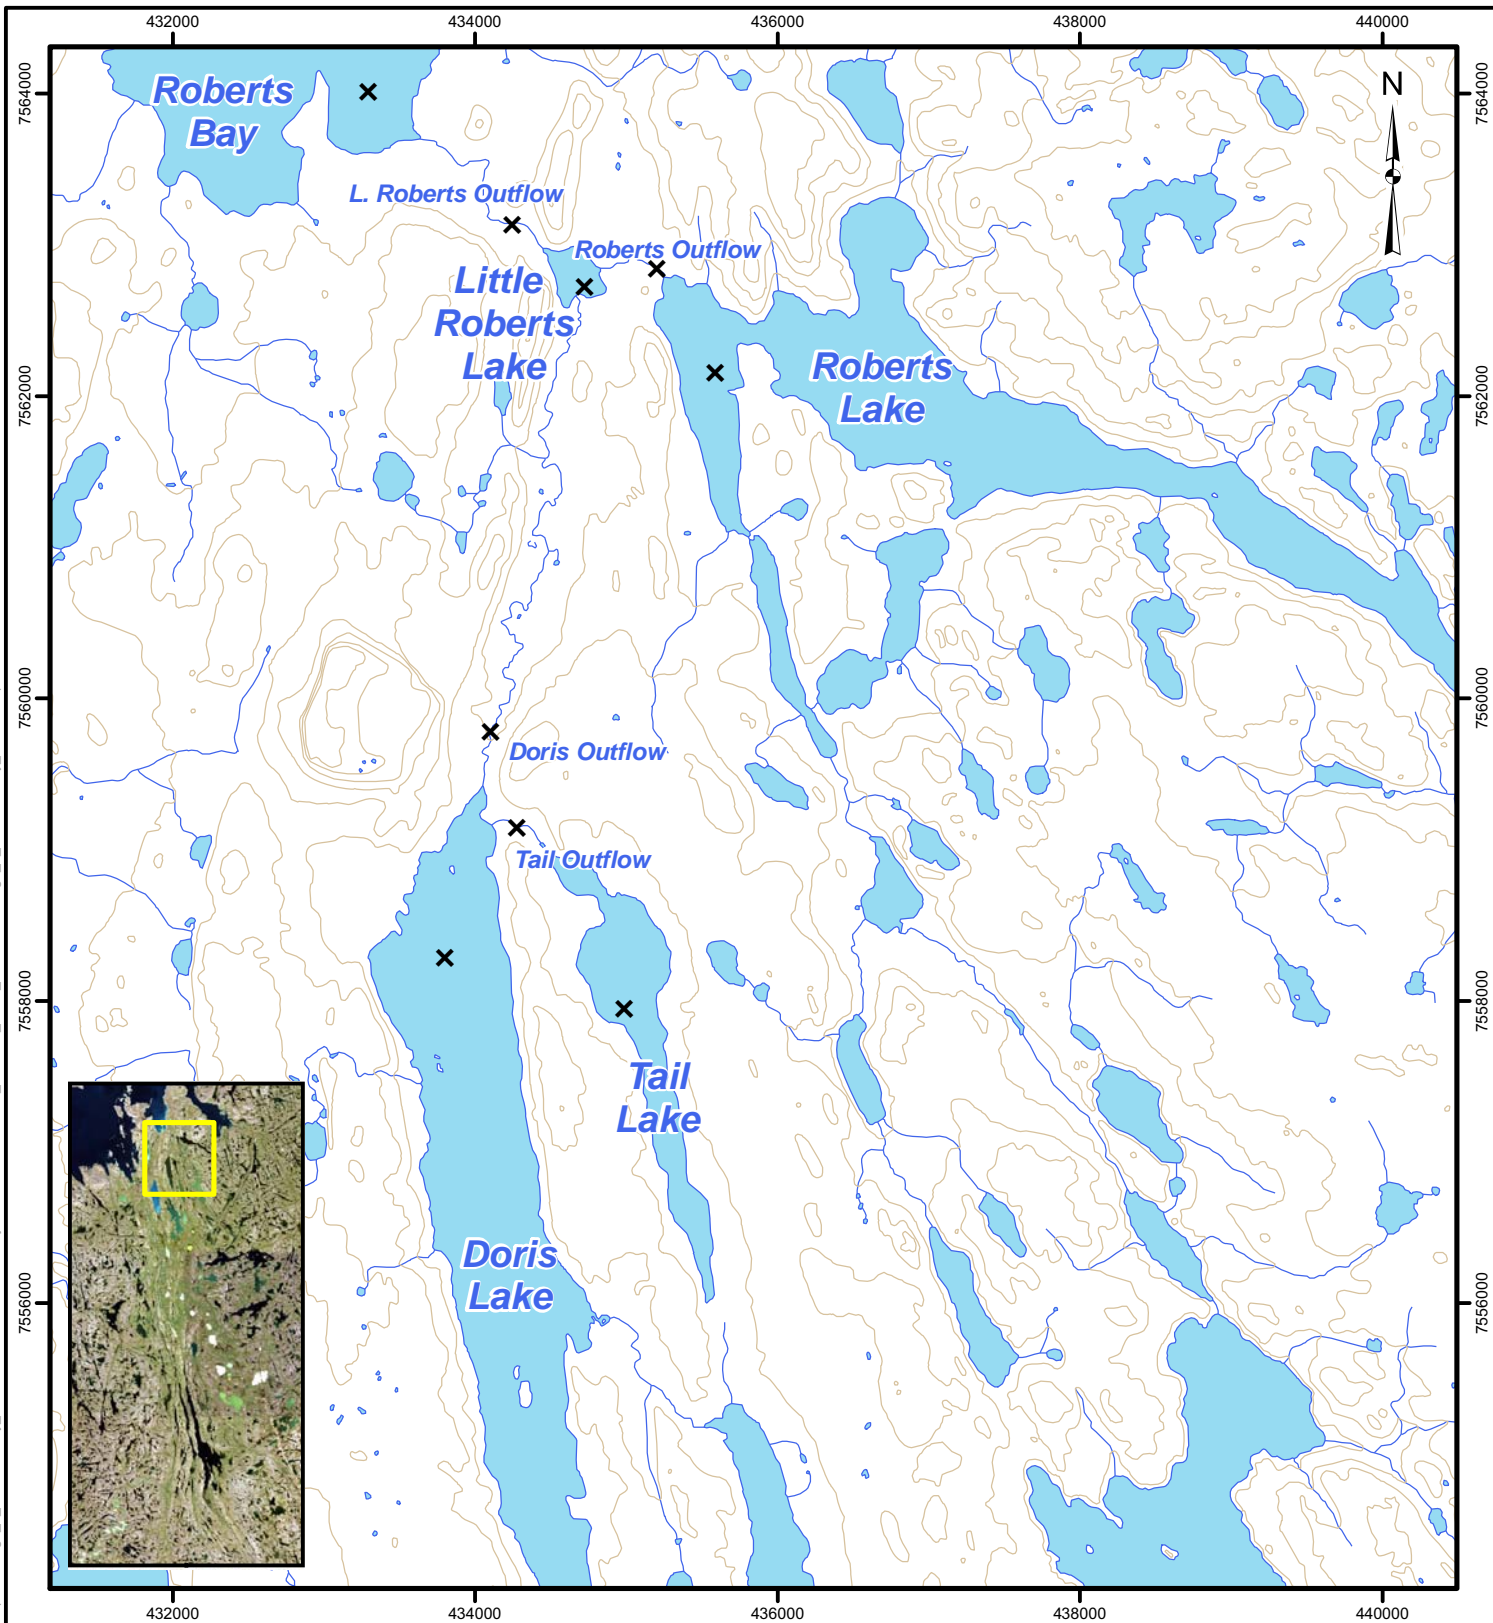 432000 434000 436000 438000 440000
7564000 7564000
N
Roberts
Bay
L. Roberts Outflow
Roberts Outflow
Little
Roberts
Lake
Roberts
Lake
7562000 7562000
7560000 7560000
Doris Outflow
Tail Outflow
7558000 7558000
Tail
Lake
Doris
Lake
7556000 7556000
432000 434000 436000 438000 440000